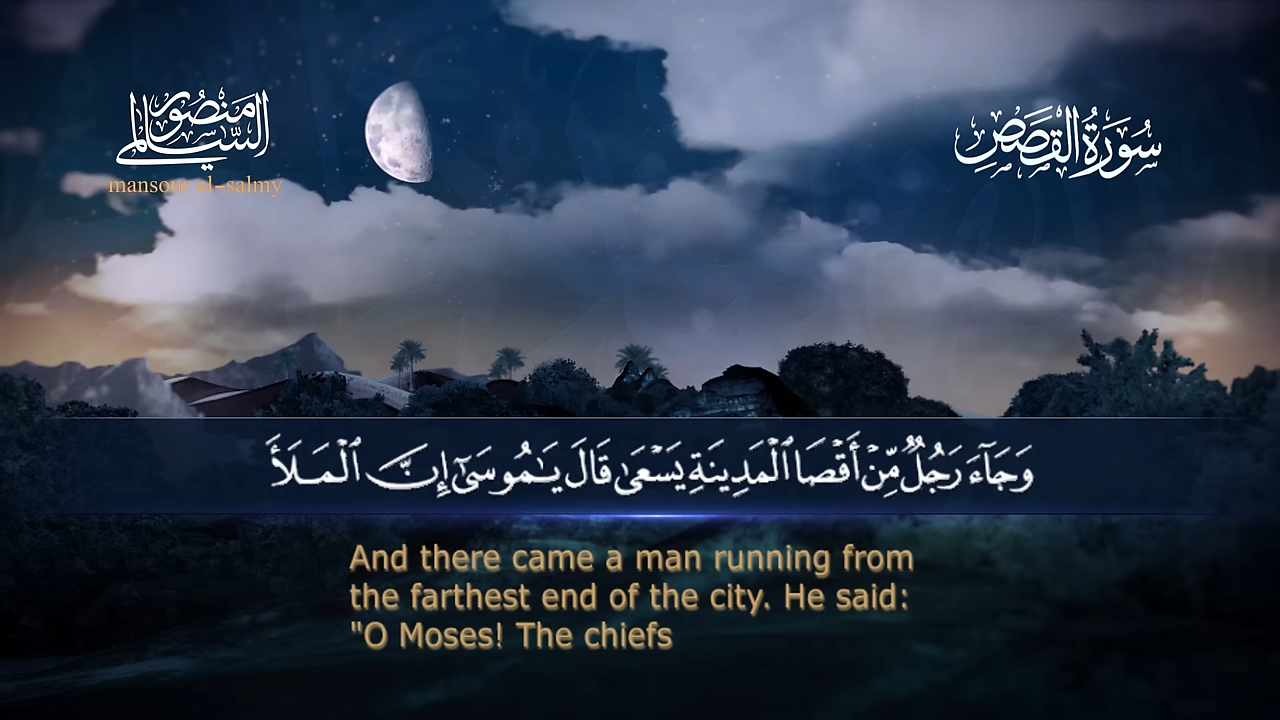 منصور
السالمي
mansour al-salmy
سُورَةُ القَصَصِ
وَجَآءَ رَجُلٌ مِّنْ أَقْصَا ٱلْمَدِينَةِ يَسْعَىٰ قَالَ يَـٰمُوسَىٰٓ إِنَّ ٱلْمَلَأَ
And there came a man running from
the farthest end of the city. He said:
"O Moses! The chiefs